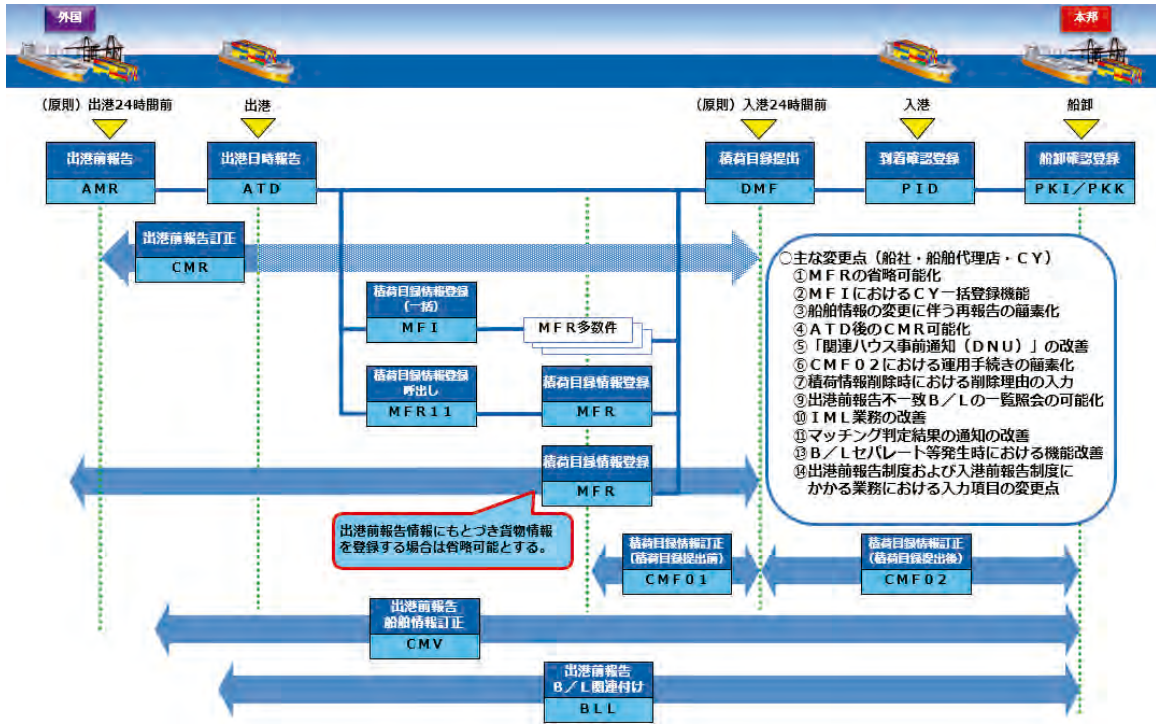 外国
本邦
(原則)出港24時間前
出港
(原則)入港24時間前
入港
船卸
出港前報告
AMR
出港日時報告
ATD
積荷目録提出
DMF
到着確認登録
PID
船卸確認登録
PKI/PKK
出港前報告訂正
CMR
積荷目録情報登録
(一括)
MFI
MFR多数件
積荷目録情報登録
呼出し
MFR11
積荷目録情報登録
MFR
積荷目録情報登録
MFR
出港前報告情報にもとづき貨物情報
を登録する場合は省略可能とする。
○主な変更点(船社・船舶代理店・CY)
①MFRの省略可能化
②MFIにおけるCY一括登録機能
③船舶情報の変更に伴う再報告の簡素化
④ATD後のCMR可能化
⑤「関連ハウス事前通知(DNU)」の改善
⑥CMF02における運用手続きの簡素化
⑦積荷情報削除時における削除理由の入力
⑨出港前報告不一致B/Lの一覧照会の可能化
⑩IML業務の改善
⑪マッチング判定結果の通知の改善
⑬B/Lセパレート等発生時における機能改善
⑭出港前報告制度および入港前報告制度に
かかる業務における入力項目の変更点
積荷目録情報訂正
(積荷目録提出前)
CMF01
積荷目録情報訂正
(積荷目録提出後)
CMF02
出港前報告
船舶情報訂正
CMV
出港前報告
B/L関連付け
BLL